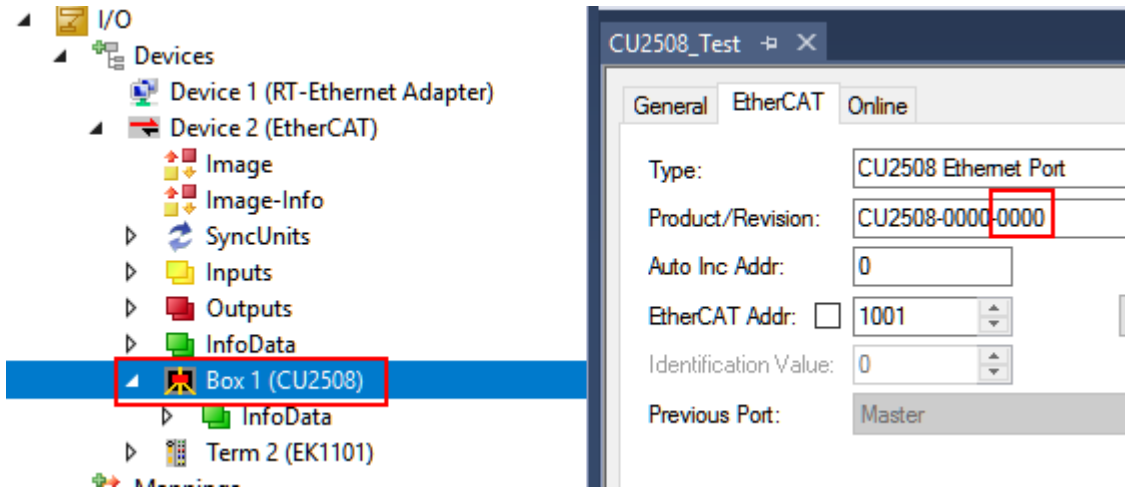 I/O
Devices
Device 1 (RT-Ethernet Adapter)
Device 2 (EtherCAT)
Image
Image-Info
SyncUnits
Inputs
Outputs
InfoData
Box 1 (CU2508)
InfoData
Term 2 (EK1101)
Mappings
CU2508_Test
General EtherCAT Online
Type: CU2508 Ethernet Port
Product/Revision: CU2508-0000-0000
Auto Inc Addr: 0
EtherCAT Addr: 1001
Identification Value: 0
Previous Port: Master